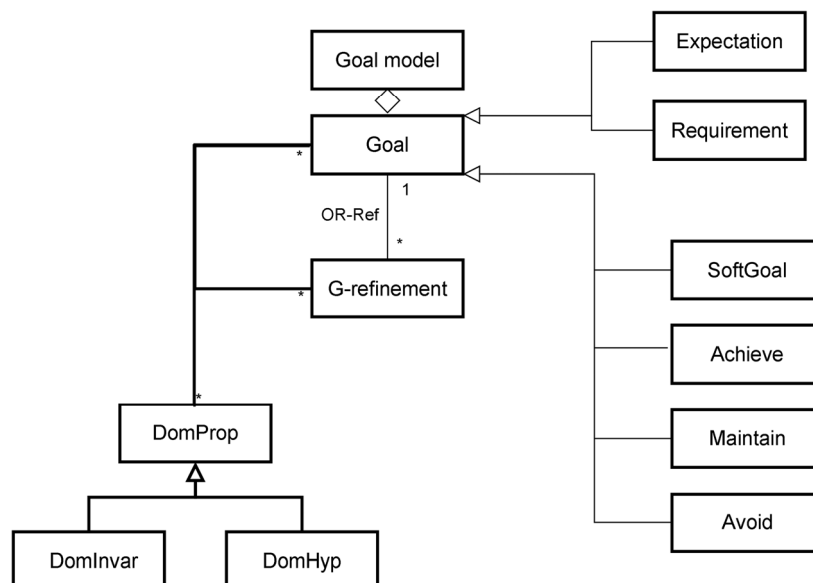 Expectation
Goal model
Requirement
*
Goal
1
OR-Ref
*
SoftGoal
G-refinement
*
Achieve
*
DomProp
Maintain
Avoid
DomInvar
DomHyp